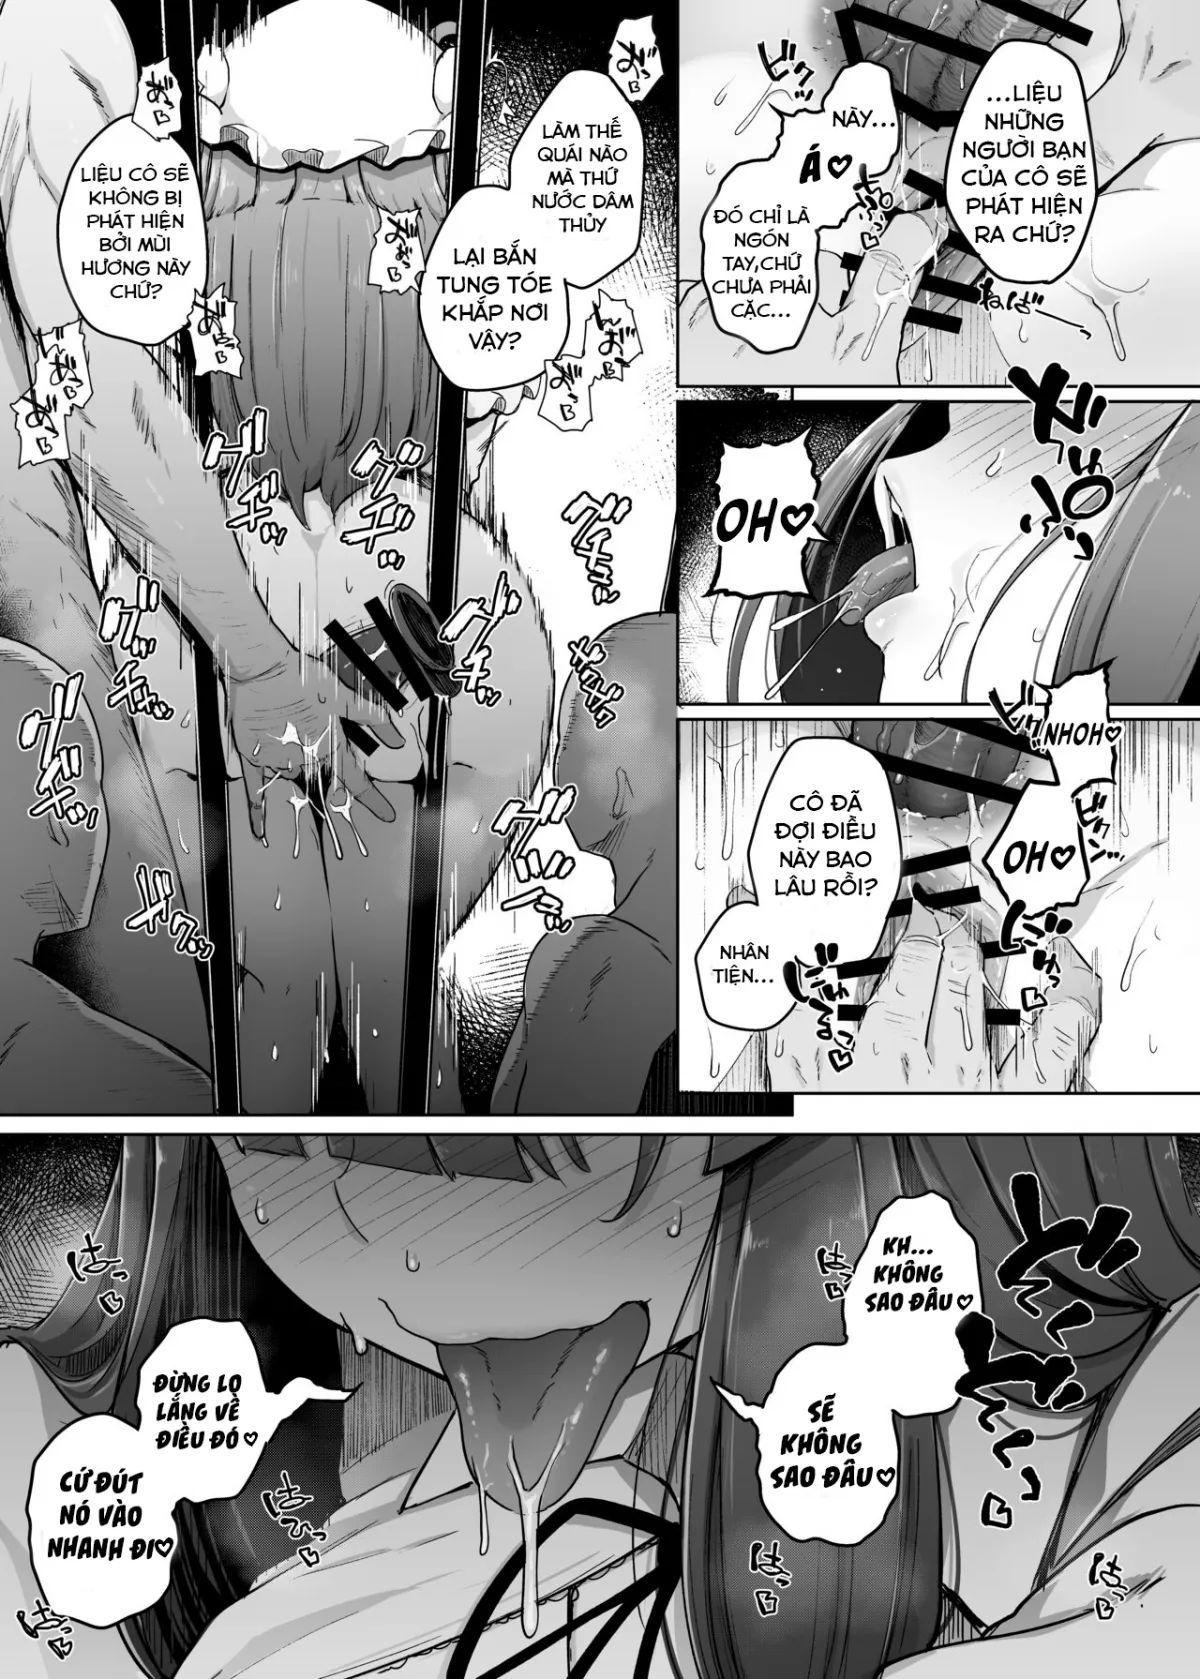 ...LIỆU
NHỮNG
NGƯỜI BẠN
CỦA CÔ SẼ
PHÁT HIỆN
RA CHỨ?
NÀY...
Á♡
ĐÓ CHỈ LÀ
NGÓN
TAY,CHỨ
CHƯA PHẢI
CẶC...
OH♡
NHOH♡
OH♡
CÔ ĐÃ
ĐỢI ĐIỀU
NÀY BAO
LÂU RỒI?
NHÂN
TIỆN...
LÀM THẾ
QUÁI NÀO
MÀ THỨ
NƯỚC DÂM
THỦY
LẠI BẮN
TUNG TÓE
KHẮP NƠI
VẬY?
LIỆU CÔ SẼ
KHÔNG BỊ
PHÁT HIỆN
BỞI MÙI
HƯƠNG NÀY
CHỨ?
KH...
KHÔNG
SAO ĐÂU♡
SẼ
KHÔNG
SAO ĐÂU♡
ĐỪNG LO
LẮNG VỀ
ĐIỀU ĐÓ♡
CỨ ĐÚT
NÓ VÀO
NHANH ĐI♡